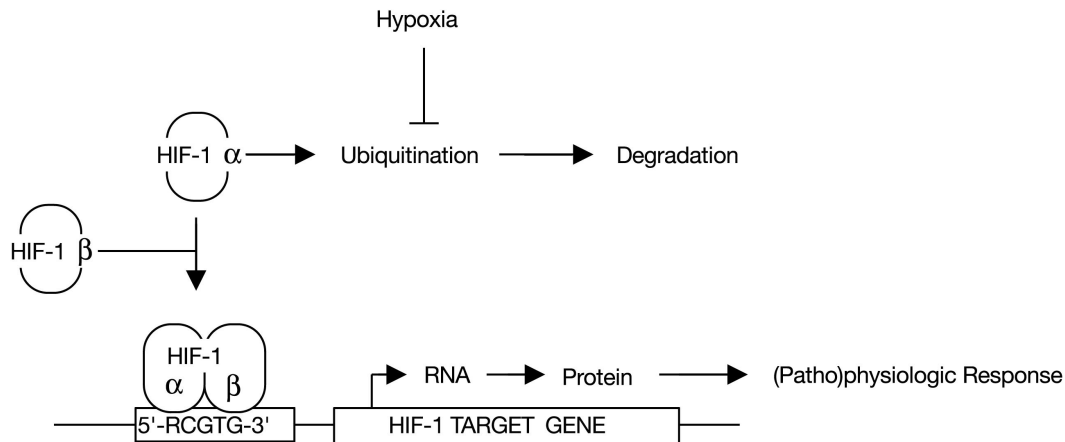 Hypoxia
HIF-1 α
Ubiquitination
Degradation
HIF-1 β
HIF-1
α β
RNA
Protein
(Patho)physiologic Response
5'-RCGTG-3'
HIF-1 TARGET GENE